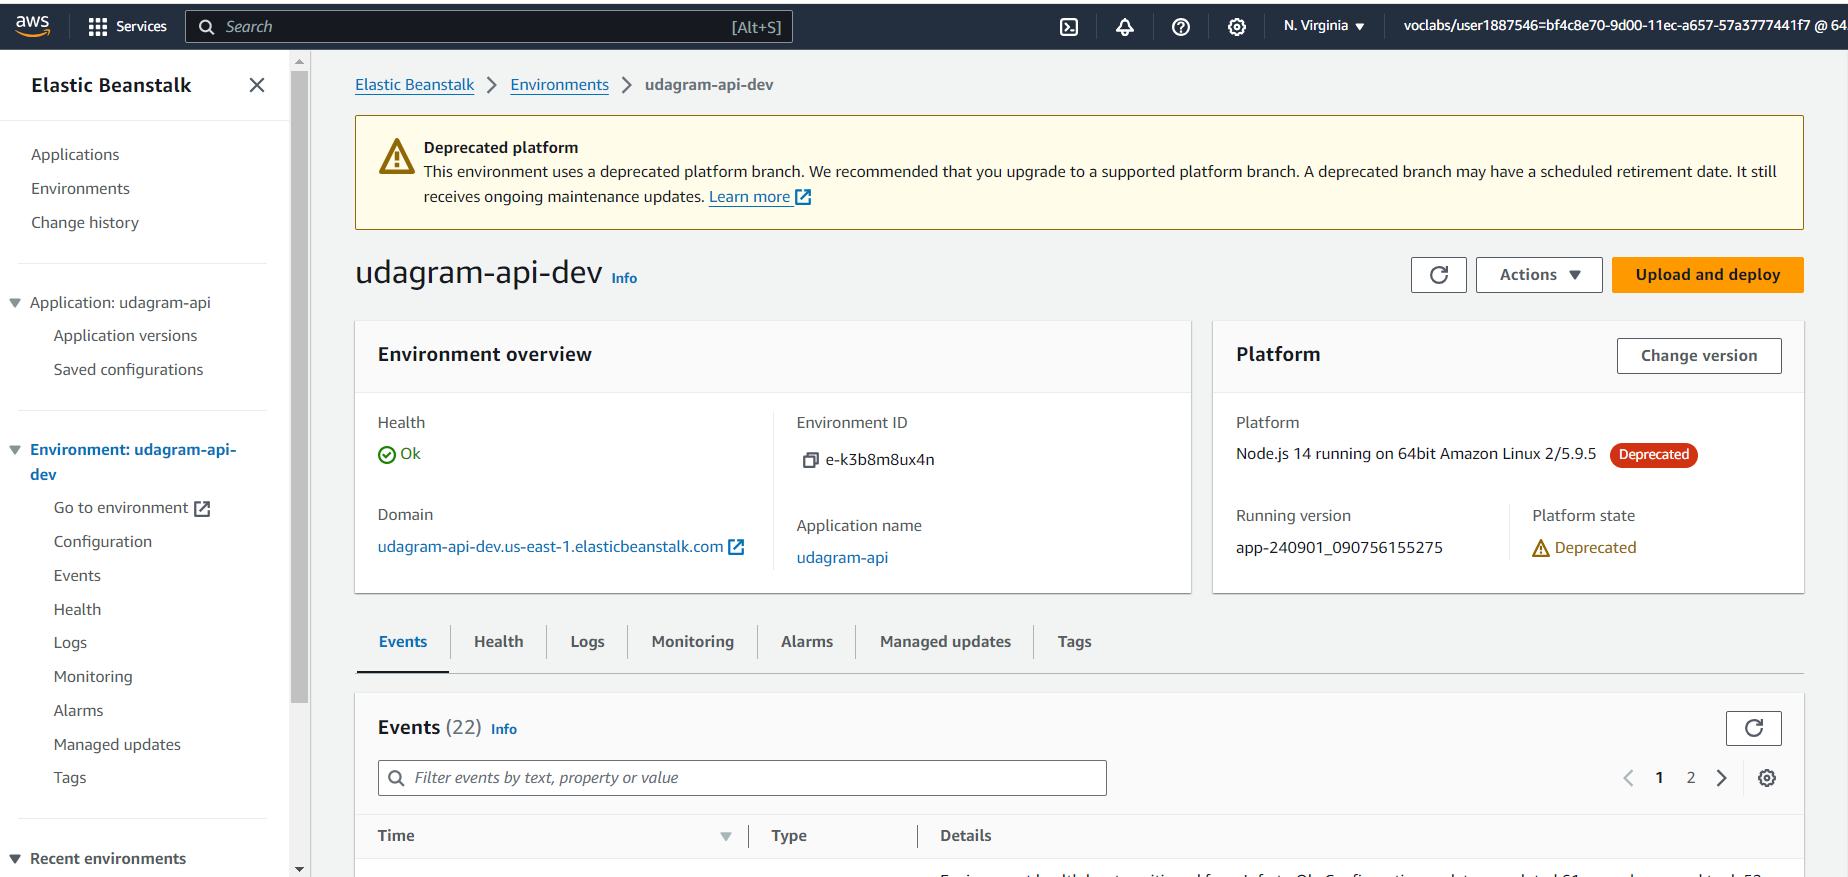 aws
Services
Search
[Alt+S]
N. Virginia
voclabs/user1887546=bf4c8e70-9d00-11ec-a657-57a3777441f7 @ 64
Elastic Beanstalk
Applications
Environments
Change history
Application: udagram-api
Application versions
Saved configurations
Environment: udagram-api-
dev
Go to environment
Configuration
Events
Health
Logs
Monitoring
Alarms
Managed updates
Tags
Recent environments
Elastic Beanstalk
Environments
udagram-api-dev
Deprecated platform
This environment uses a deprecated platform branch. We recommended that you upgrade to a supported platform branch. A deprecated branch may have a scheduled retirement date. It still
receives ongoing maintenance updates. Learn more
udagram-api-dev Info
Actions
Upload and deploy
Environment overview
Health
Ok
Environment ID
e-k3b8m8ux4n
Domain
udagram-api-dev.us-east-1.elasticbeanstalk.com
Application name
udagram-api
Platform
Change version
Platform
Node.js 14 running on 64bit Amazon Linux 2/5.9.5 Deprecated
Running version
app-240901_090756155275
Platform state
Deprecated
Events
Health
Logs
Monitoring
Alarms
Managed updates
Tags
Events (22) Info
Filter events by text, property or value
1
2
Time
Type
Details